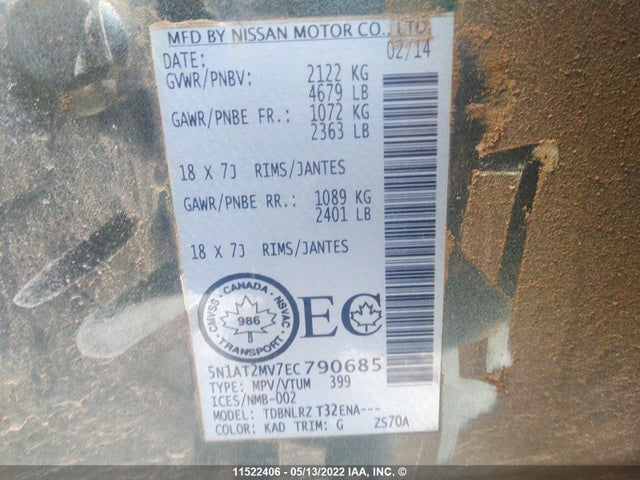 MFD BY NISSAN MOTOR CO., LTD.
DATE: 02/14
GVWR/PNBV: 2122 KG
4679 LB
GAWR/PNBE FR.: 1072 KG
2363 LB
18 X 7J RIMS/JANTES
GAWR/PNBE RR.: 1089 KG
2401 LB
18 X 7J RIMS/JANTES
CANADA
CMVSS NSVAC
986
TRANSPORT
EC
5N1AT2MV7EC790685
TYPE: MPV/VTUM 399
ICES/NMB-002
MODEL: TDBNLRZ T32ENA---
COLOR: KAD TRIM: G ZS70A
11522406 - 05/13/2022 IAA, INC. ©